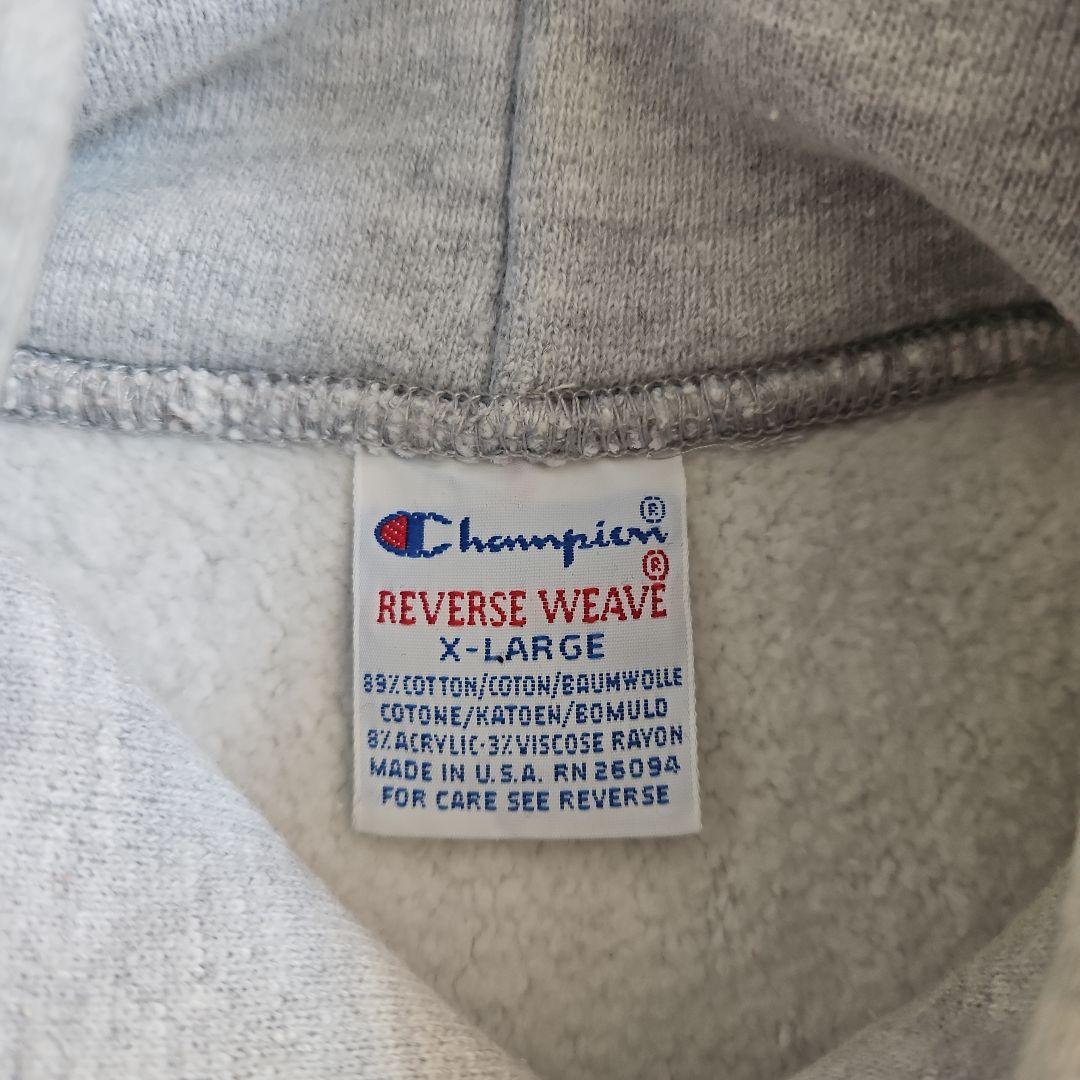 Champion®
REVERSE WEAVE®
X-LARGE
89% COTTON/COTON/BAUMWOLLE
COTONE/KATOEN/BOMULD
8% ACRYLIC·3% VISCOSE RAYON
MADE IN U.S.A. RN 26094
FOR CARE SEE REVERSE